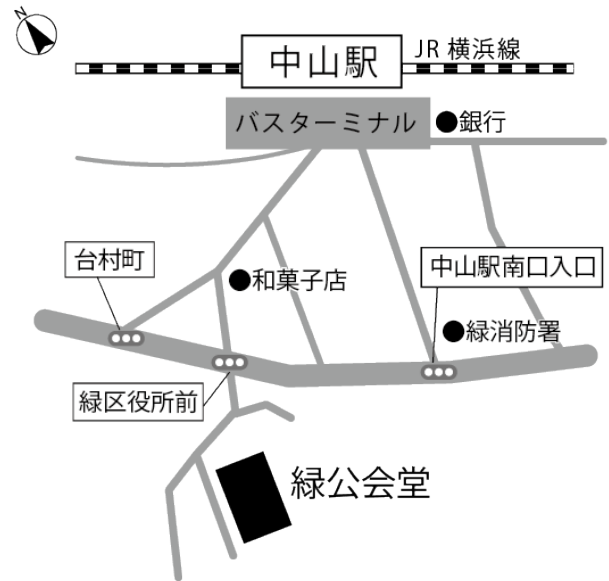 N
中山駅
JR 横浜線
バスターミナル
●銀行
台村町
●和菓子店
中山駅南口入口
●緑消防署
緑区役所前
緑公会堂